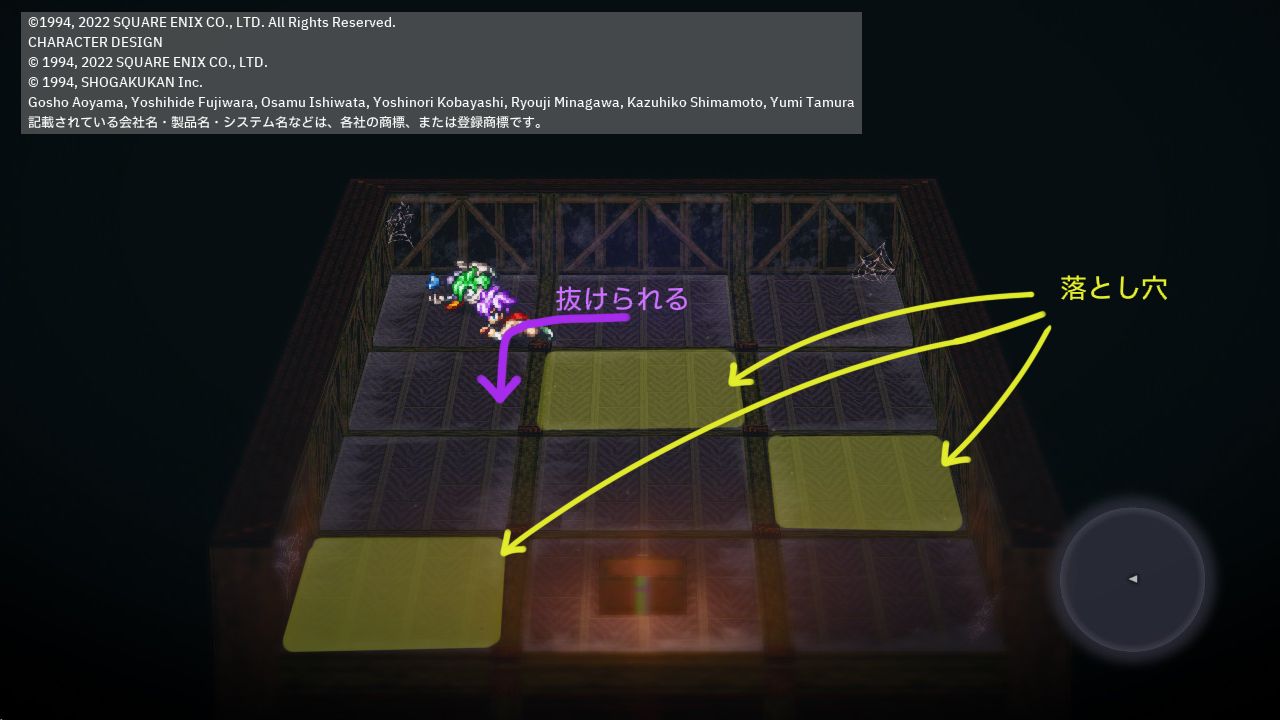 ©1994, 2022 SQUARE ENIX CO., LTD. All Rights Reserved.
CHARACTER DESIGN
© 1994, 2022 SQUARE ENIX CO., LTD.
© 1994, SHOGAKUKAN Inc.
Gosho Aoyama, Yoshihide Fujiwara, Osamu Ishiwata, Yoshinori Kobayashi, Ryouji Minagawa, Kazuhiko Shimamoto, Yumi Tamura
記載されている会社名・製品名・システム名などは、各社の商標、または登録商標です。
抜けられる
落とし穴